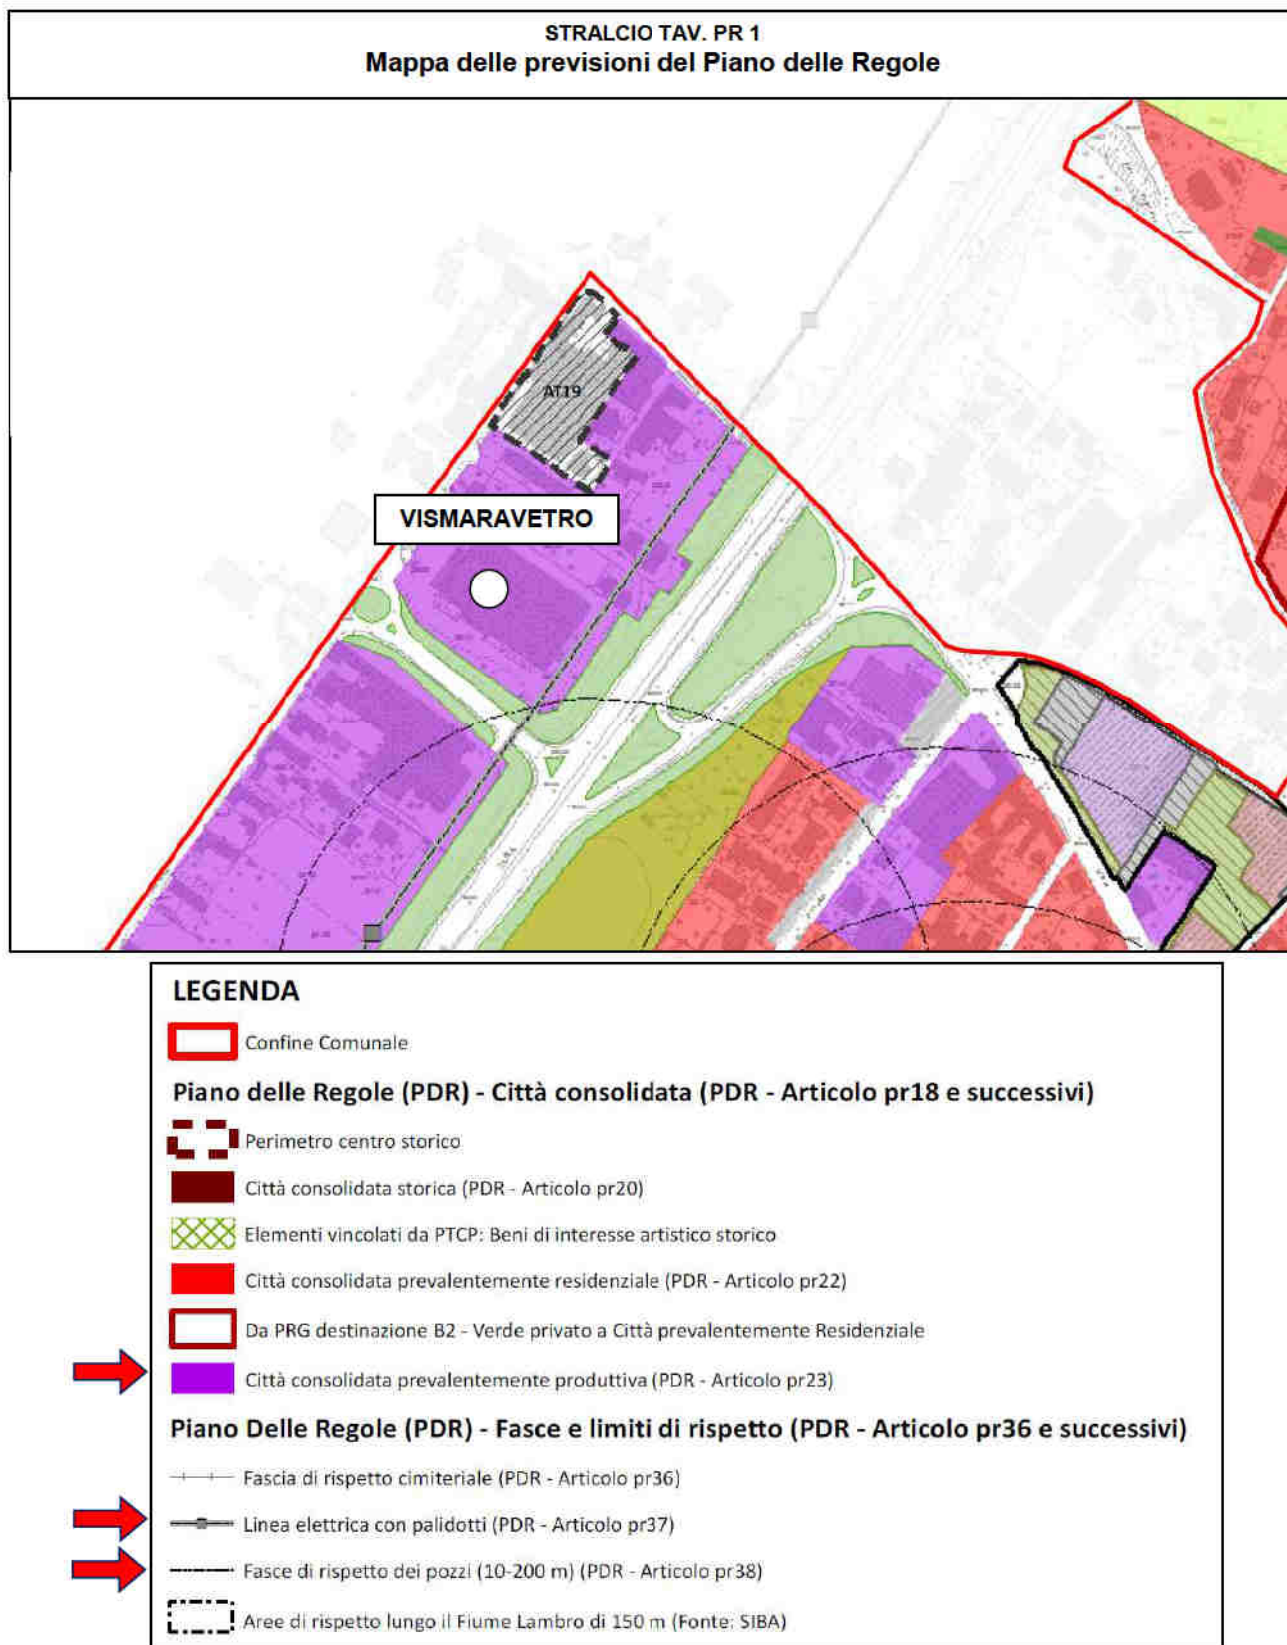 STRALCIO TAV. PR 1
Mappa delle previsioni del Piano delle Regole
AT19
VISMARAVETRO
LEGENDA
Confine Comunale
Piano delle Regole (PDR) - Città consolidata (PDR - Articolo pr18 e successivi)
Perimetro centro storico
Città consolidata storica (PDR - Articolo pr20)
Elementi vincolati da PTCP: Beni di interesse artistico storico
Città consolidata prevalentemente residenziale (PDR - Articolo pr22)
Da PRG destinazione B2 - Verde privato a Città prevalentemente Residenziale
Città consolidata prevalentemente produttiva (PDR - Articolo pr23)
Piano Delle Regole (PDR) - Fasce e limiti di rispetto (PDR - Articolo pr36 e successivi)
Fascia di rispetto cimiteriale (PDR - Articolo pr36)
Linea elettrica con palidotti (PDR - Articolo pr37)
Fasce di rispetto dei pozzi (10-200 m) (PDR - Articolo pr38)
Aree di rispetto lungo il Fiume Lambro di 150 m (Fonte: SIBA)